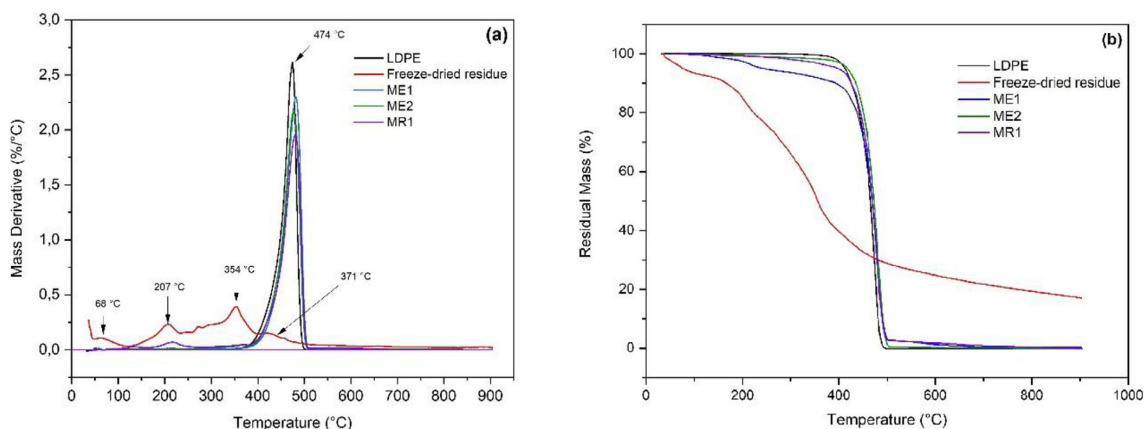 (a)
3,0
2,5
2,0
1,5
1,0
0,5
0,0
Mass Derivative (%/°C)
474 °C
LDPE
Freeze-dried residue
ME1
ME2
MR1
68 °C
207 °C
354 °C
371 °C
0 100 200 300 400 500 600 700 800 900
Temperature (°C)
(b)
100
80
60
40
20
0
Residual Mass (%)
LDPE
Freeze-dried residue
ME1
ME2
MR1
0 200 400 600 800 1000
Temperature (°C)